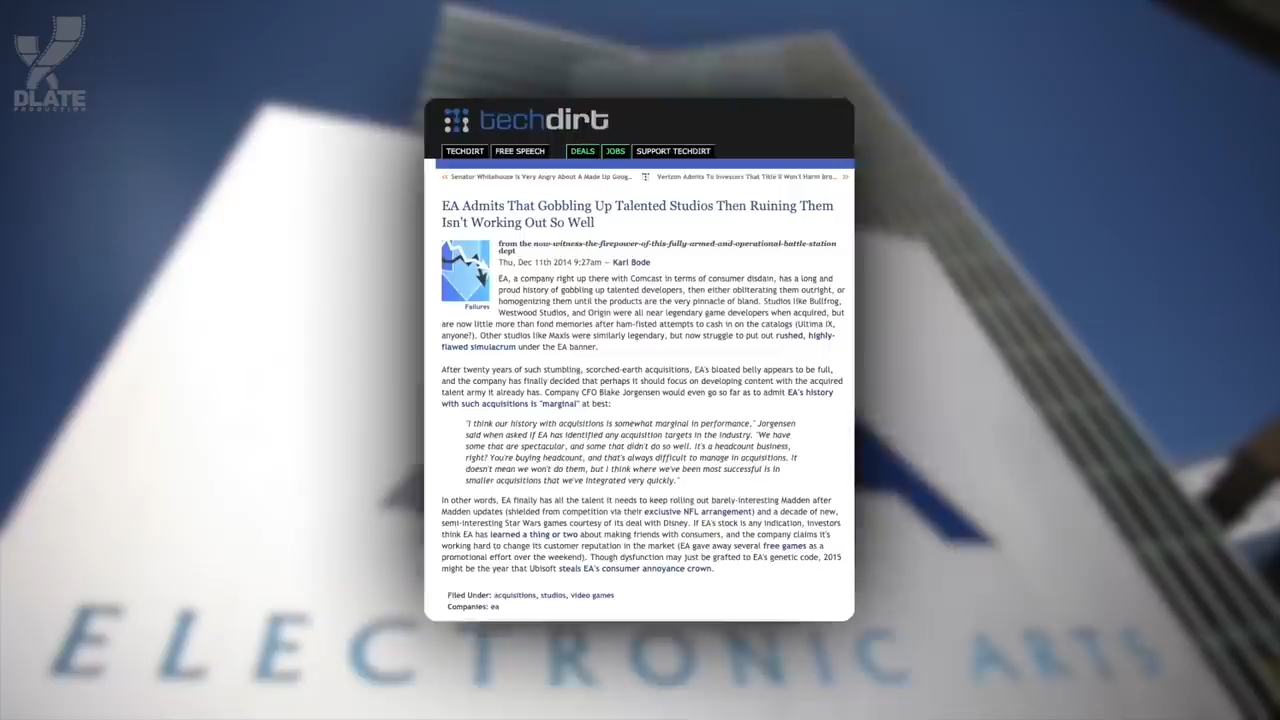 DLATE
PRODUCTION
techdirt
TECHDIRT FREE SPEECH DEALS JOBS SUPPORT TECHDIRT
« Senator Whitehouse Is Very Angry About A Made Up Goog... Verizon Admits To Investors That Title II Won't Harm Bro... »
EA Admits That Gobbling Up Talented Studios Then Ruining Them
Isn't Working Out So Well
from the now-witness-the-firepower-of-this-fully-armed-and-operational-battle-station
dept
Thu, Dec 11th 2014 9:27am — Karl Bode
Failures
EA, a company right up there with Comcast in terms of consumer disdain, has a long and
proud history of gobbling up talented developers, then either obliterating them outright, or
homogenizing them until the products are the very pinnacle of bland. Studios like Bullfrog,
Westwood Studios, and Origin were all near legendary game developers when acquired, but
are now little more than fond memories after ham-fisted attempts to cash in on the catalogs (Ultima IX,
anyone?). Other studios like Maxis were similarly legendary, but now struggle to put out rushed, highly-
flawed simulacrum under the EA banner.
After twenty years of such stumbling, scorched-earth acquisitions, EA's bloated belly appears to be full,
and the company has finally decided that perhaps it should focus on developing content with the acquired
talent army it already has. Company CFO Blake Jorgensen would even go so far as to admit EA's history
with such acquisitions is "marginal" at best:
"I think our history with acquisitions is somewhat marginal in performance," Jorgensen
said when asked if EA has identified any acquisition targets in the industry. "We have
some that are spectacular, and some that didn't do so well. It's a headcount business,
right? You're buying headcount, and that's always difficult to manage in acquisitions. It
doesn't mean we won't do them, but I think where we've been most successful is in
smaller acquisitions that we've integrated very quickly."
In other words, EA finally has all the talent it needs to keep rolling out barely-interesting Madden after
Madden updates (shielded from competition via their exclusive NFL arrangement) and a decade of new,
semi-interesting Star Wars games courtesy of its deal with Disney. If EA's stock is any indication, investors
think EA has learned a thing or two about making friends with consumers, and the company claims it's
working hard to change its customer reputation in the market (EA gave away several free games as a
promotional effort over the weekend). Though dysfunction may just be grafted to EA's genetic code, 2015
might be the year that Ubisoft steals EA's consumer annoyance crown.
Filed Under: acquisitions, studios, video games
Companies: ea
ELECTRONIC ARTS